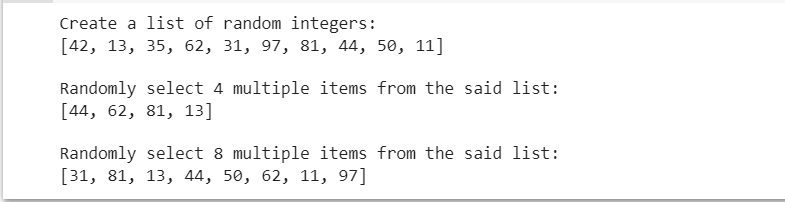 Create a list of random integers:
[42, 13, 35, 62, 31, 97, 81, 44, 50, 11]
Randomly select 4 multiple items from the said list:
[44, 62, 81, 13]
Randomly select 8 multiple items from the said list:
[31, 81, 13, 44, 50, 62, 11, 97]